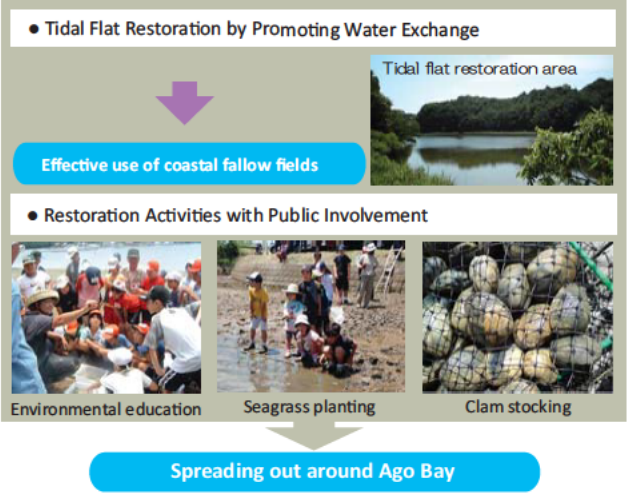 ● Tidal Flat Restoration by Promoting Water Exchange
Tidal flat restoration area
Effective use of coastal fallow fields
● Restoration Activities with Public Involvement
Environmental education
Seagrass planting
Clam stocking
Spreading out around Ago Bay